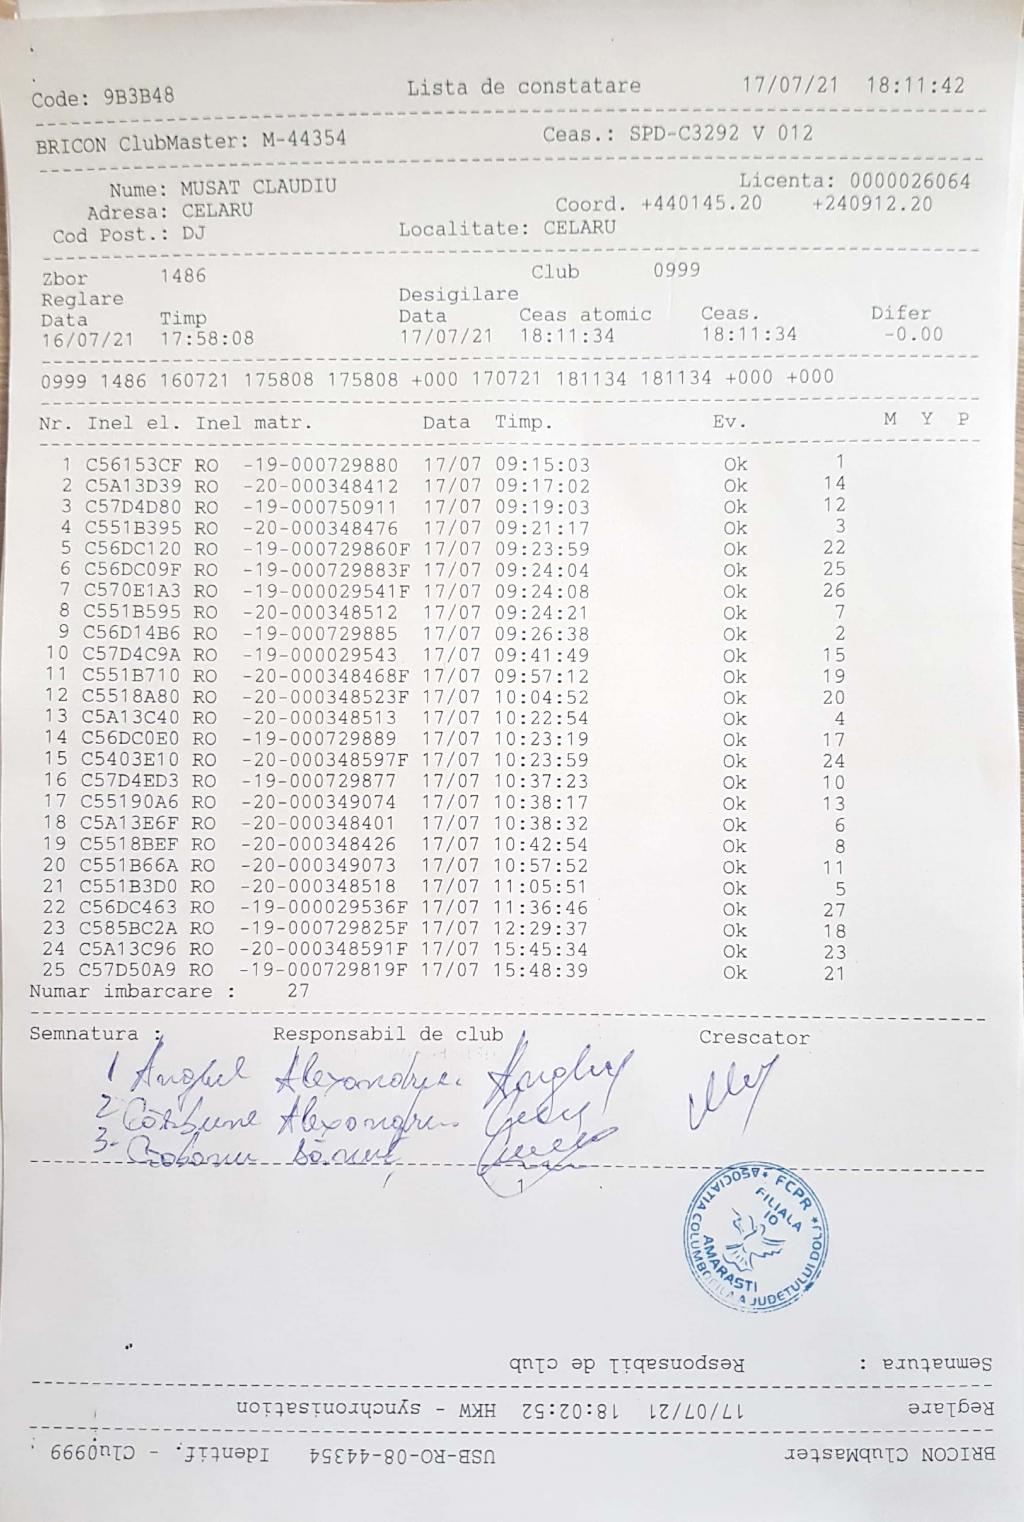 Code: 9B3B48 Lista de constatare 17/07/21 18:11:42
BRICON ClubMaster: M-44354 Ceas.: SPD-C3292 V 012
Nume: MUSAT CLAUDIU Licenta: 0000026064
Adresa: CELARU Coord. +440145.20 +240912.20
Cod Post.: DJ Localitate: CELARU
Zbor 1486 Club 0999
Reglare Desigilare
Data Timp Data Ceas atomic Ceas. Difer
16/07/21 17:58:08 17/07/21 18:11:34 18:11:34 -0.00
0999 1486 160721 175808 175808 +000 170721 181134 181134 +000 +000
Nr. Inel el. Inel matr. Data Timp. Ev. M Y P
1 C56153CF RO -19-000729880 17/07 09:15:03 Ok 1
2 C5A13D39 RO -20-000348412 17/07 09:17:02 Ok 14
3 C57D4D80 RO -19-000750911 17/07 09:19:03 Ok 12
4 C551B395 RO -20-000348476 17/07 09:21:17 Ok 3
5 C56DC120 RO -19-000729860F 17/07 09:23:59 Ok 22
6 C56DC09F RO -19-000729883F 17/07 09:24:04 Ok 25
7 C570E1A3 RO -19-000029541F 17/07 09:24:08 Ok 26
8 C551B595 RO -20-000348512 17/07 09:24:21 Ok 7
9 C56D14B6 RO -19-000729885 17/07 09:26:38 Ok 2
10 C57D4C9A RO -19-000029543 17/07 09:41:49 Ok 15
11 C551B710 RO -20-000348468F 17/07 09:57:12 Ok 19
12 C5518A80 RO -20-000348523F 17/07 10:04:52 Ok 20
13 C5A13C40 RO -20-000348513 17/07 10:22:54 Ok 4
14 C56DC0E0 RO -19-000729889 17/07 10:23:19 Ok 17
15 C5403E10 RO -20-000348597F 17/07 10:23:59 Ok 24
16 C57D4ED3 RO -19-000729877 17/07 10:37:23 Ok 10
17 C55190A6 RO -20-000349074 17/07 10:38:17 Ok 13
18 C5A13E6F RO -20-000348401 17/07 10:38:32 Ok 6
19 C5518BEF RO -20-000348426 17/07 10:42:54 Ok 8
20 C551B66A RO -20-000349073 17/07 10:57:52 Ok 11
21 C551B3D0 RO -20-000348518 17/07 11:05:51 Ok 5
22 C56DC463 RO -19-000029536F 17/07 11:36:46 Ok 27
23 C585BC2A RO -19-000729825F 17/07 12:29:37 Ok 18
24 C5A13C96 RO -20-000348591F 17/07 15:45:34 Ok 23
25 C57D50A9 RO -19-000729819F 17/07 15:48:39 Ok 21
Numar imbarcare : 27
Semnatura : Responsabil de club Crescator
1 Anghel Alexandru
2 Alexandru
3-
ASOCIATIA COLUMBOFILA A JUDETULUI DOLJ * FCPR *
FILIALA
10
AMARASTI
Semnatura : Responsabil de club
Reglare 17/07/21 18:02:52 HKW - synchronisation
BRICON ClubMaster USB-RO-08-44354 Identif. - Club0999